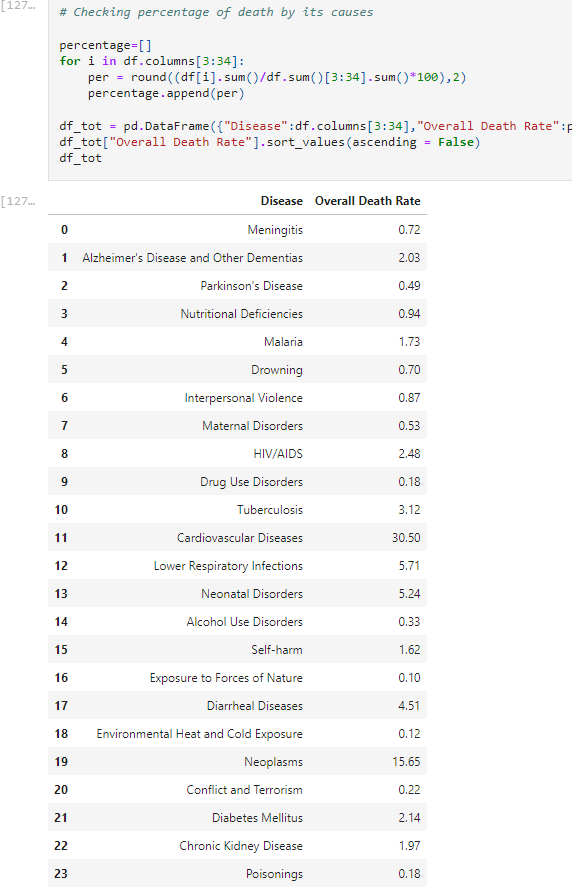 [127…
# Checking percentage of death by its causes
percentage=[]
for i in df.columns[3:34]:
    per = round((df[i].sum()/df.sum()[3:34].sum()*100),2)
    percentage.append(per)
df_tot = pd.DataFrame({"Disease":df.columns[3:34],"Overall Death Rate":p
df_tot["Overall Death Rate"].sort_values(ascending = False)
df_tot
[127…
Disease Overall Death Rate
0 Meningitis 0.72
1 Alzheimer's Disease and Other Dementias 2.03
2 Parkinson's Disease 0.49
3 Nutritional Deficiencies 0.94
4 Malaria 1.73
5 Drowning 0.70
6 Interpersonal Violence 0.87
7 Maternal Disorders 0.53
8 HIV/AIDS 2.48
9 Drug Use Disorders 0.18
10 Tuberculosis 3.12
11 Cardiovascular Diseases 30.50
12 Lower Respiratory Infections 5.71
13 Neonatal Disorders 5.24
14 Alcohol Use Disorders 0.33
15 Self-harm 1.62
16 Exposure to Forces of Nature 0.10
17 Diarrheal Diseases 4.51
18 Environmental Heat and Cold Exposure 0.12
19 Neoplasms 15.65
20 Conflict and Terrorism 0.22
21 Diabetes Mellitus 2.14
22 Chronic Kidney Disease 1.97
23 Poisonings 0.18